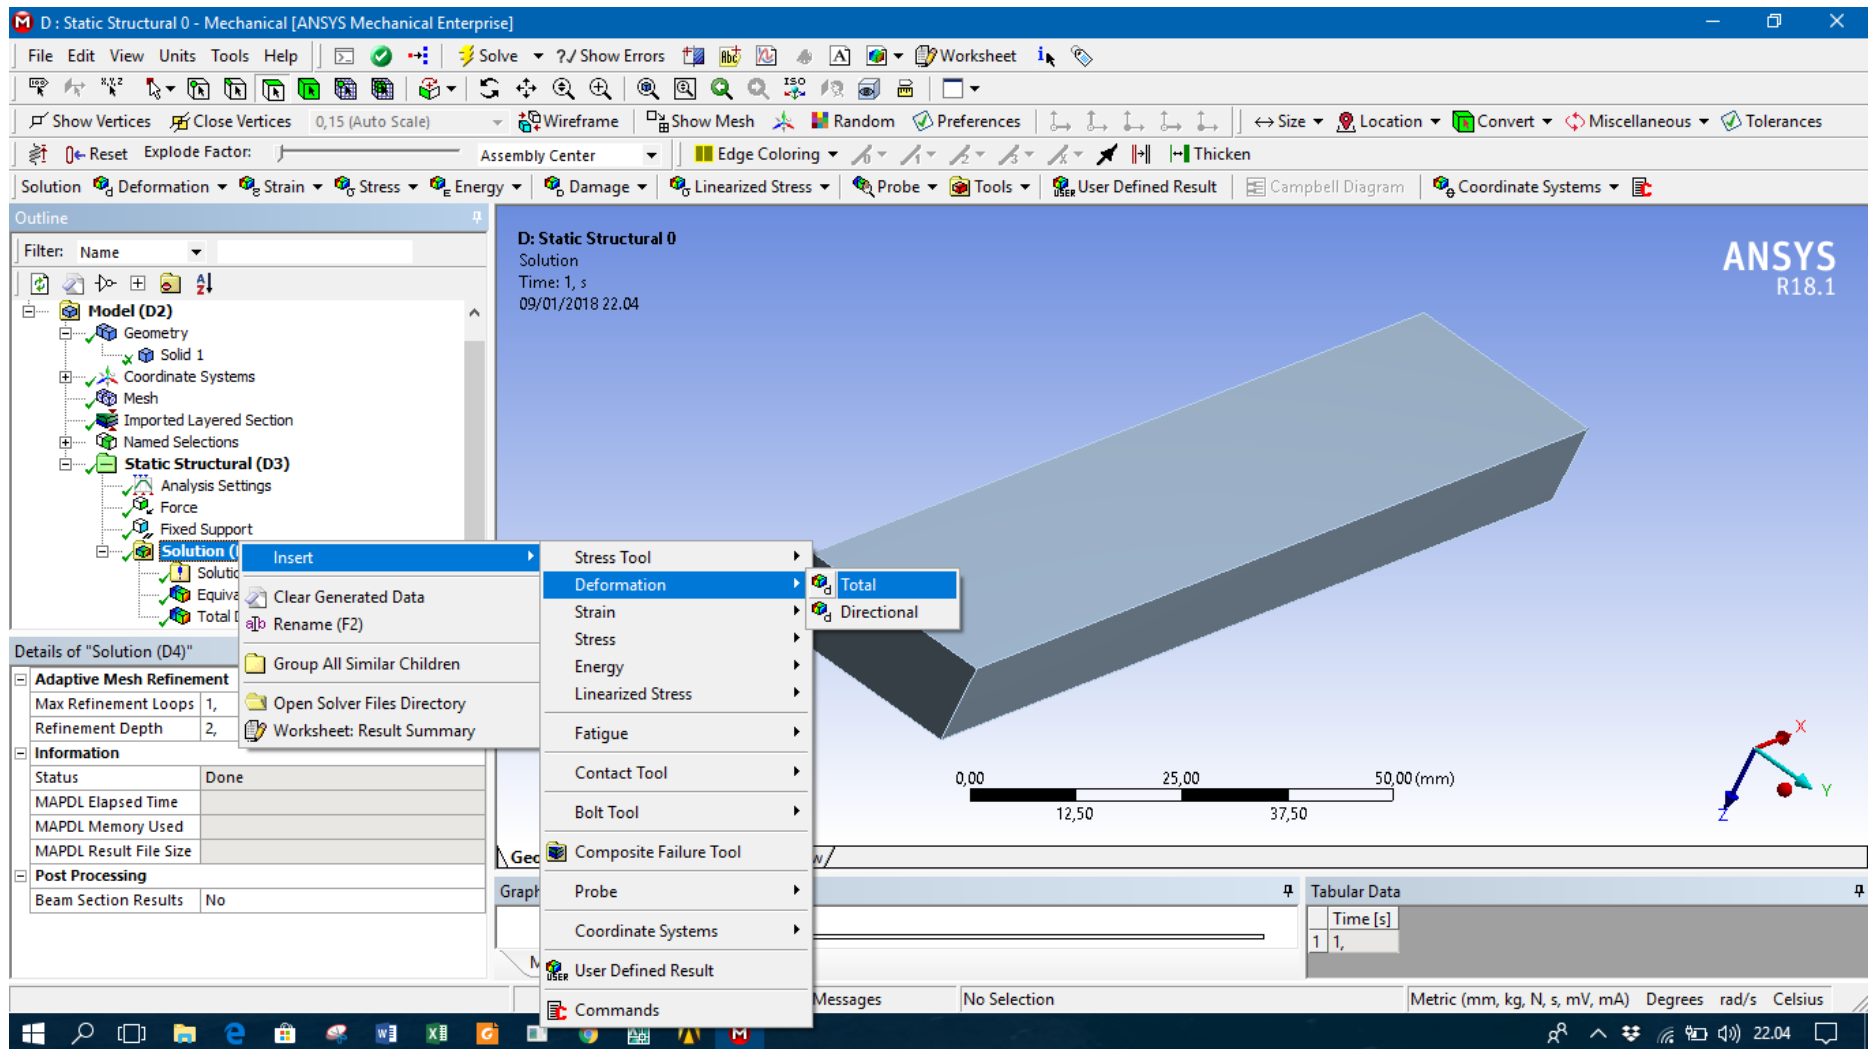 D : Static Structural 0 - Mechanical [ANSYS Mechanical Enterprise]
File Edit View Units Tools Help Solve ?/ Show Errors Worksheet
Show Vertices Close Vertices 0,15 (Auto Scale) Wireframe Show Mesh Random Preferences Size Location Convert Miscellaneous Tolerances
Reset Explode Factor: Assembly Center Edge Coloring Thicken
Solution Deformation Strain Stress Energy Damage Linearized Stress Probe Tools User Defined Result Campbell Diagram Coordinate Systems
Outline
Filter: Name
Model (D2)
Geometry
Solid 1
Coordinate Systems
Mesh
Imported Layered Section
Named Selections
Static Structural (D3)
Analysis Settings
Force
Fixed Support
Solution (
Solutio
Equiva
Total
Insert
Clear Generated Data
Rename (F2)
Group All Similar Children
Open Solver Files Directory
Worksheet: Result Summary
Stress Tool
Deformation
Strain
Stress
Energy
Linearized Stress
Fatigue
Contact Tool
Bolt Tool
Composite Failure Tool
Probe
Coordinate Systems
User Defined Result
Commands
Total
Directional
Details of "Solution (D4)"
Adaptive Mesh Refinement
Max Refinement Loops 1,
Refinement Depth 2,
Information
Status Done
MAPDL Elapsed Time
MAPDL Memory Used
MAPDL Result File Size
Post Processing
Beam Section Results No
D: Static Structural 0
Solution
Time: 1, s
09/01/2018 22.04
ANSYS
R18.1
0,00 25,00 50,00 (mm)
12,50 37,50
X
Y
Z
Geo
Graph
Tabular Data
Time [s]
1 1,
M
Messages No Selection Metric (mm, kg, N, s, mV, mA) Degrees rad/s Celsius
22.04